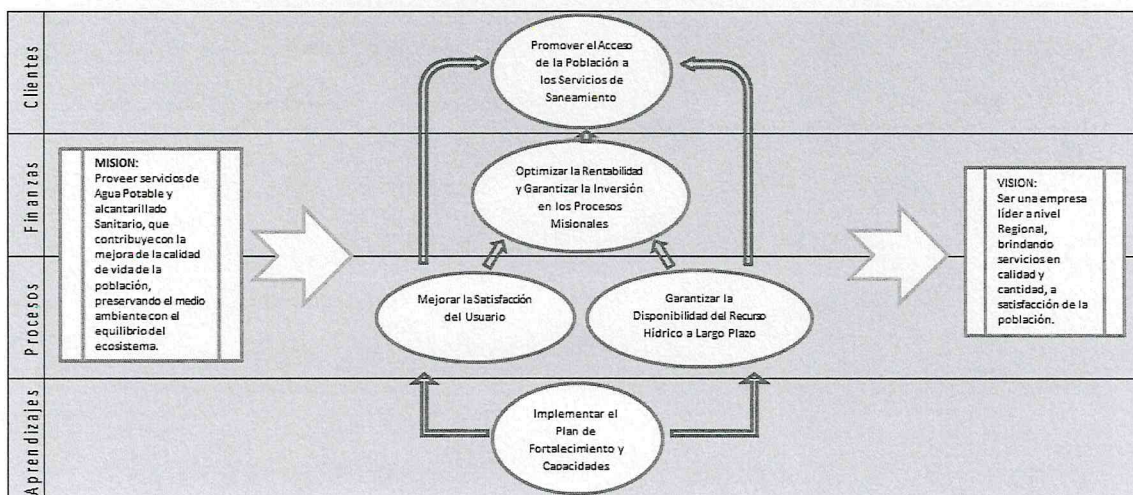 Clientes
Promover el Acceso
de la Población a
los Servicios de
Saneamiento
Finanzas
MISION:
Proveer servicios de
Agua Potable y
alcantarillado
Sanitario, que
contribuye con la
mejora de la calidad
de vida de la
población,
preservando el medio
ambiente con el
equilibrio del
ecosistema.
Optimizar la Rentabilidad
y Garantizar la Inversión
en los Procesos
Misionales
VISION:
Ser una empresa
líder a nivel
Regional,
brindando
servicios en
calidad y
cantidad, a
satisfacción de la
población.
Procesos
Mejorar la Satisfacción
del Usuario
Garantizar la
Disponibilidad del Recurso
Hídrico a Largo Plazo
Aprendizajes
Implementar el
Plan de
Fortalecimiento y
Capacidades